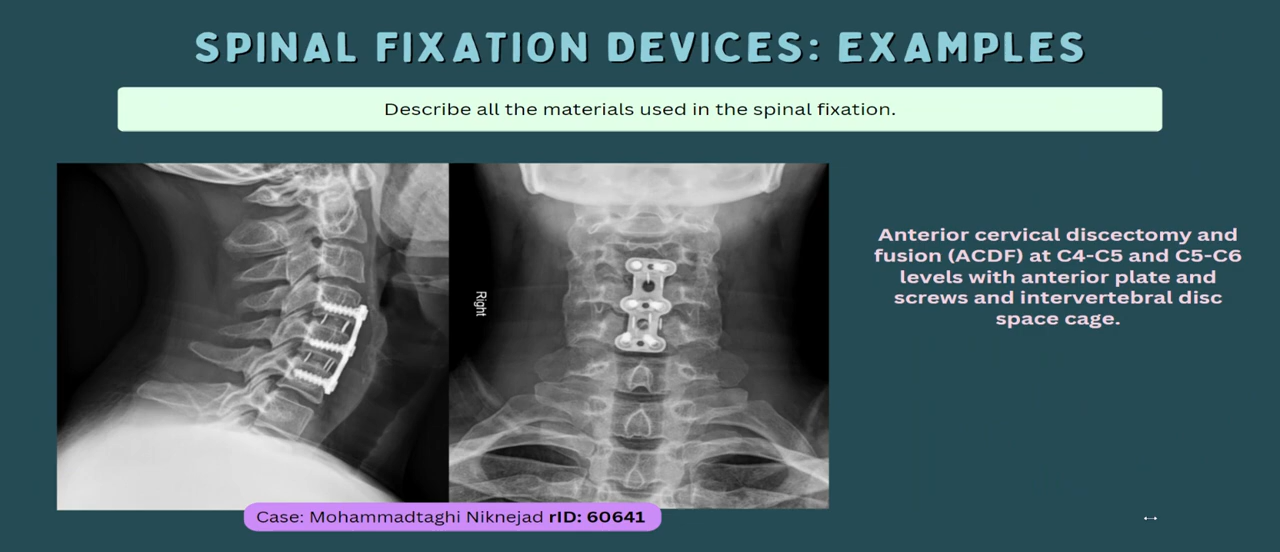 SPINAL FIXATION DEVICES: EXAMPLES
Describe all the materials used in the spinal fixation.
Anterior cervical discectomy and
fusion (ACDF) at C4-C5 and C5-C6
levels with anterior plate and
screws and intervertebral disc
space cage.
Right
Case: Mohammadtaghi Niknejad rID: 60641